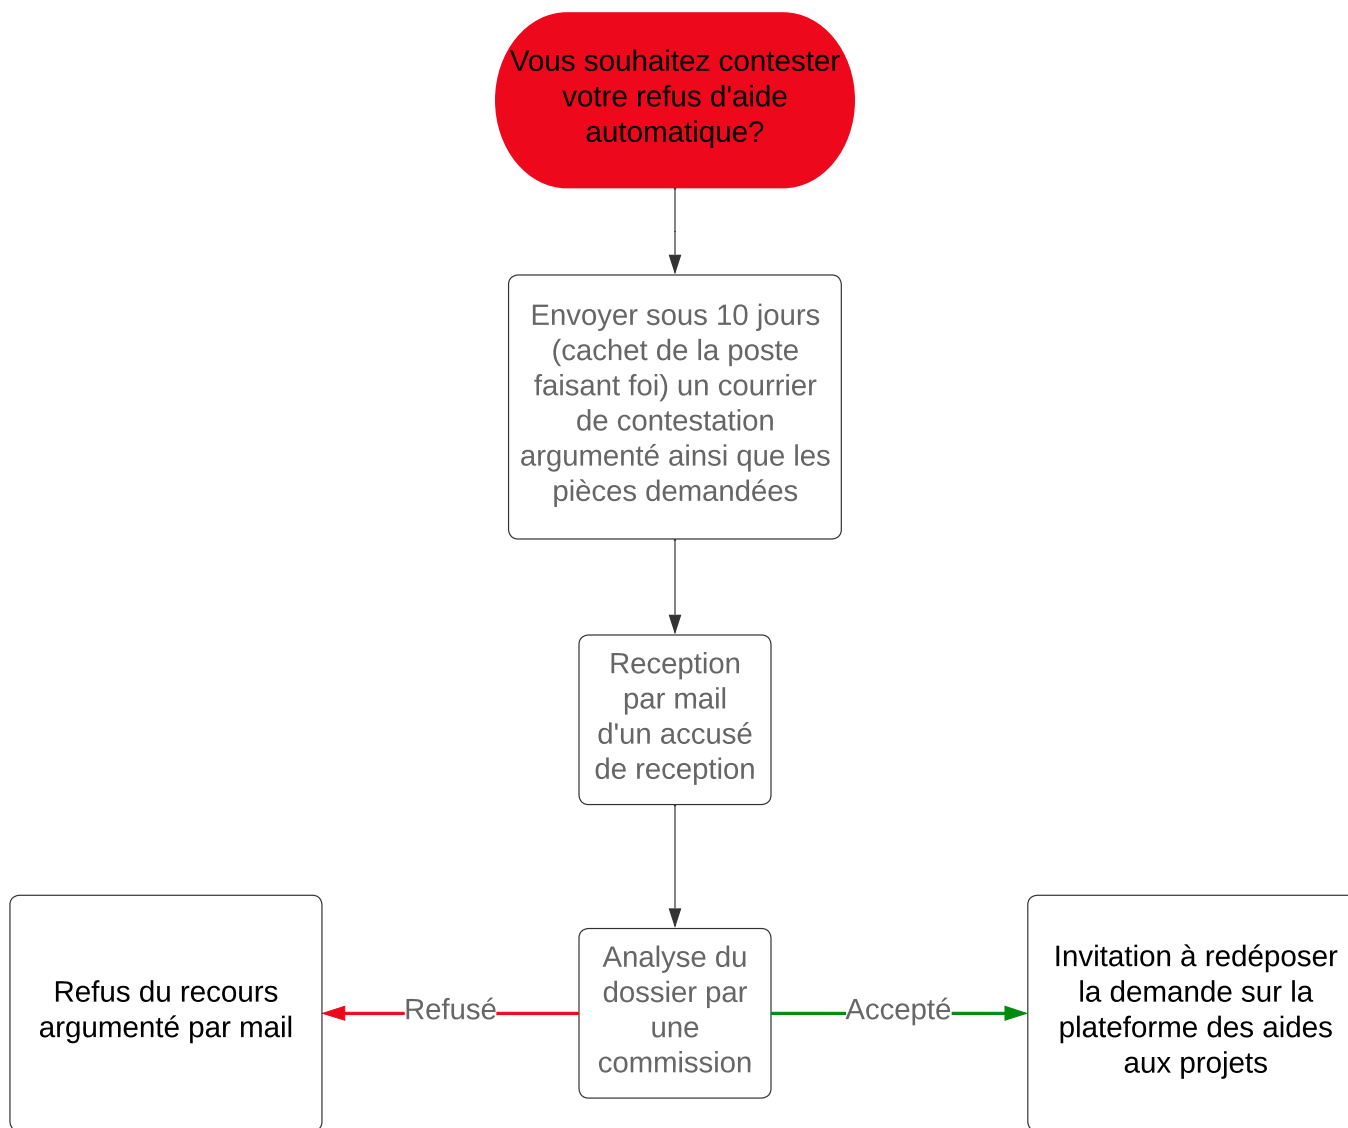 Vous souhaitez contester
votre refus d'aide
automatique?
Envoyer sous 10 jours
(cachet de la poste
faisant foi) un courrier
de contestation
argumenté ainsi que les
pièces demandées
Reception
par mail
d'un accusé
de reception
Analyse du
dossier par
une
commission
Refusé
Refus du recours
argumenté par mail
Accepté
Invitation à redéposer
la demande sur la
plateforme des aides
aux projets